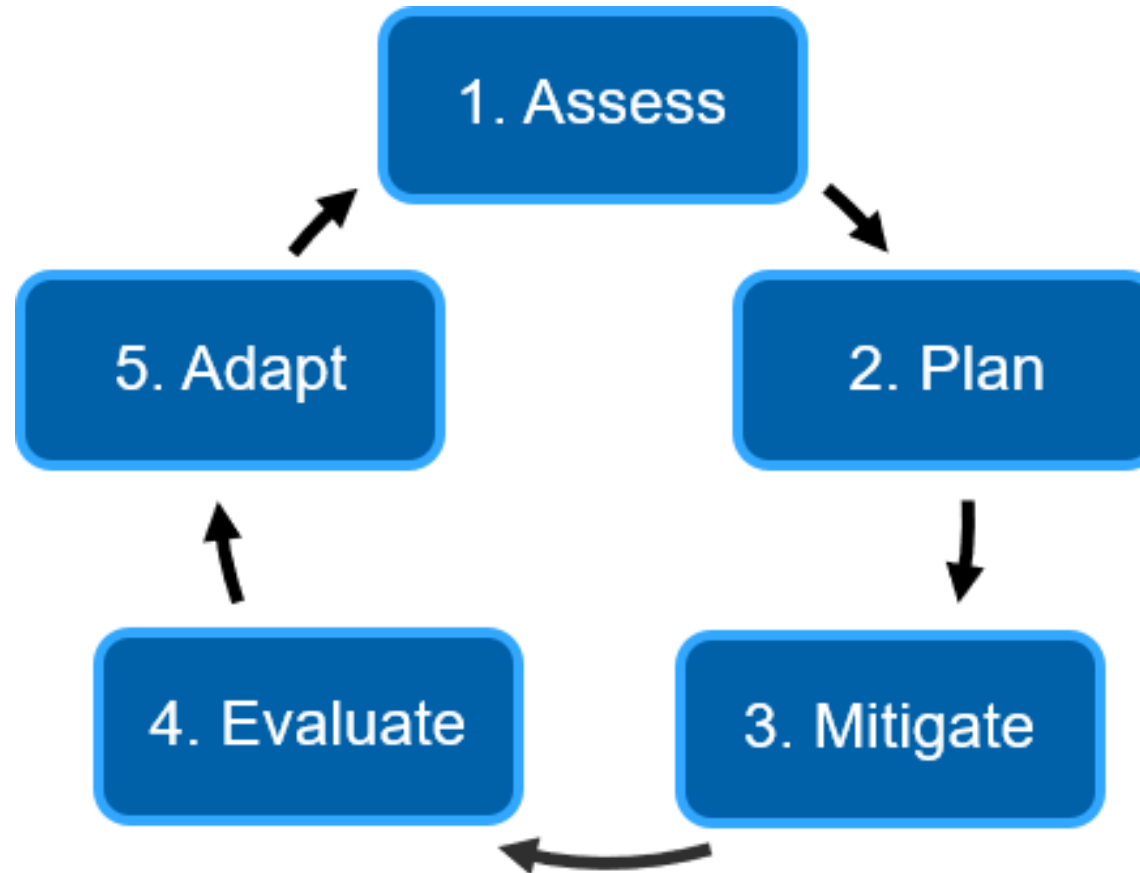 1. Assess
2. Plan
3. Mitigate
4. Evaluate
5. Adapt